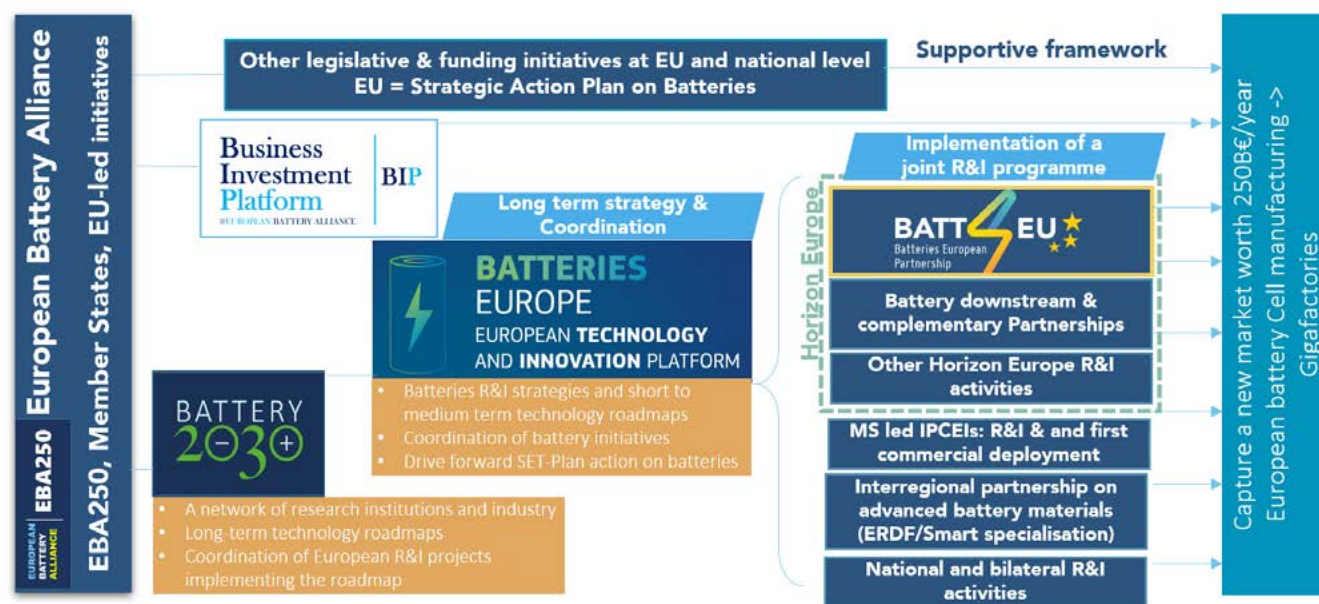 European Battery Alliance
EBA250, Member States, EU-led initiatives
EUROPEAN
BATTERY
ALLIANCE
EBA250
Other legislative & funding initiatives at EU and national level
EU = Strategic Action Plan on Batteries
Supportive framework
Business
Investment
Platform
#EUROPEAN BATTERY ALLIANCE
BIP
Long term strategy &
Coordination
BATTERIES
EUROPE
EUROPEAN TECHNOLOGY
AND INNOVATION PLATFORM
• Batteries R&I strategies and short to
medium term technology roadmaps
• Coordination of battery initiatives
• Drive forward SET-Plan action on batteries
BATTERY
2030+
• A network of research institutions and industry
• Long-term technology roadmaps
• Coordination of European R&I projects
implementing the roadmap
Implementation of a
joint R&I programme
Horizon Europe
BATT4EU
Batteries European
Partnership
Battery downstream &
complementary Partnerships
Other Horizon Europe R&I
activities
MS led IPCEIs: R&I & and first
commercial deployment
Interregional partnership on
advanced battery materials
(ERDF/Smart specialisation)
National and bilateral R&I
activities
Capture a new market worth 250B€/year
European battery Cell manufacturing ->
Gigafactories